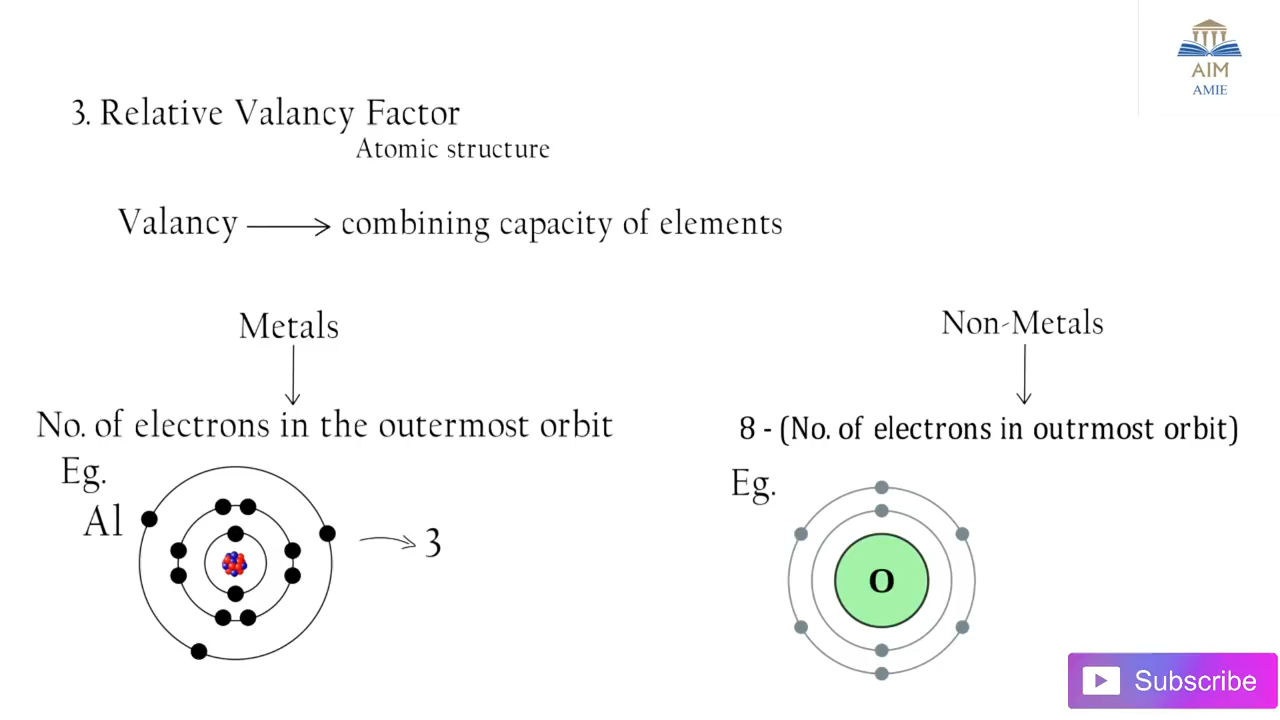 AIM
AMIE
3. Relative Valancy Factor
Atomic structure
Valancy → combining capacity of elements
Metals
Non-Metals
No. of electrons in the outermost orbit
8 - (No. of electrons in outrmost orbit)
Eg.
Al
3
Eg.
O
Subscribe